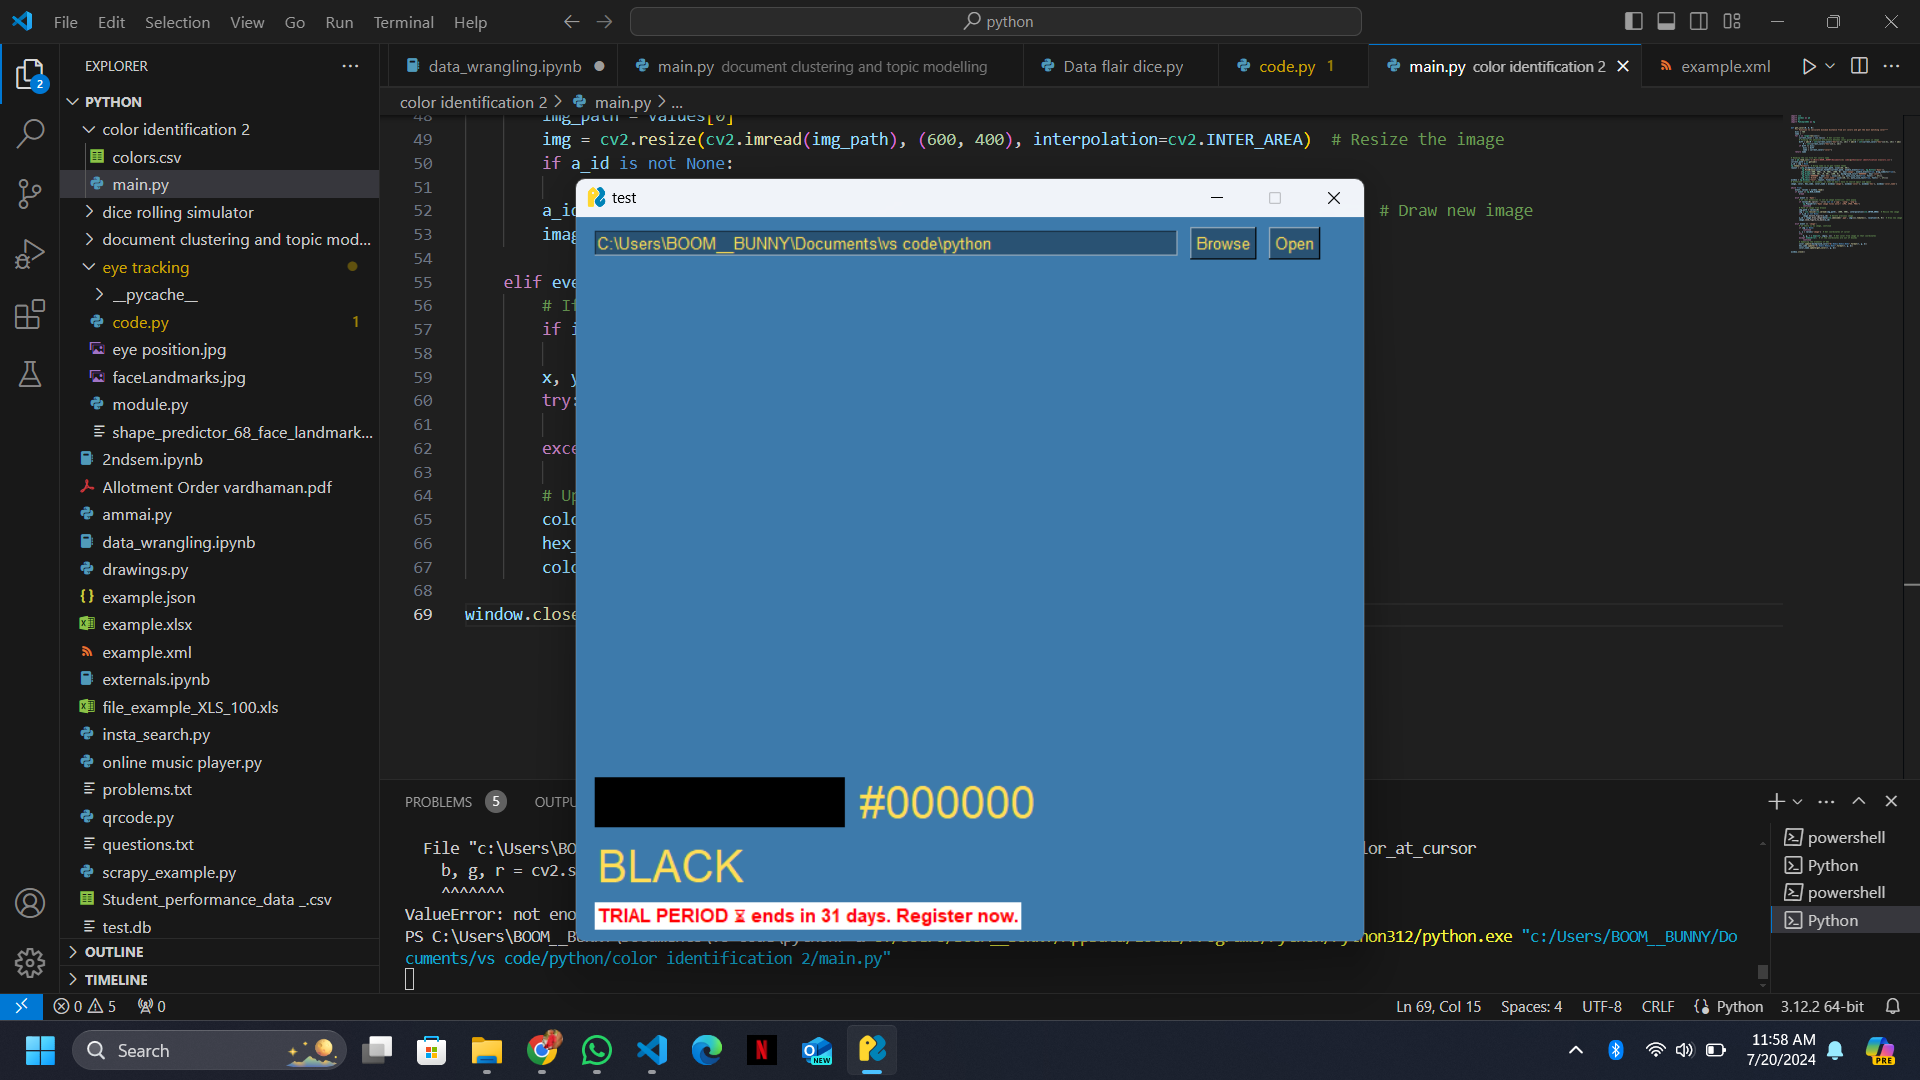 File Edit Selection View Go Run Terminal Help
python
EXPLORER
2
data_wrangling.ipynb
main.py document clustering and topic modelling
Data flair dice.py
code.py 1
main.py color identification 2
example.xml
color identification 2 > main.py > ...
PYTHON
color identification 2
colors.csv
main.py
dice rolling simulator
document clustering and topic mod...
eye tracking
__pycache__
code.py 1
eye position.jpg
faceLandmarks.jpg
module.py
shape_predictor_68_face_landmark...
2ndsem.ipynb
Allotment Order vardhaman.pdf
ammai.py
data_wrangling.ipynb
drawings.py
example.json
example.xlsx
example.xml
externals.ipynb
file_example_XLS_100.xls
insta_search.py
online music player.py
problems.txt
qrcode.py
questions.txt
scrapy_example.py
Student_performance_data _.csv
test.db
OUTLINE
TIMELINE
48 img_path = values[0]
49 img = cv2.resize(cv2.imread(img_path), (600, 400), interpolation=cv2.INTER_AREA) # Resize the image
50 if a_id is not None:
51
52 a_id # Draw new image
53 imag
54
55 elif eve
56 # If
57 if i
58
59 x, y
60 try:
61
62 exce
63
64 # Up
65 colo
66 hex_
67 colo
68
69 window.close
test
C:\Users\BOOM__BUNNY\Documents\vs code\python
Browse
Open
#000000
BLACK
TRIAL PERIOD ⌛ ends in 31 days. Register now.
PROBLEMS 5 OUTPU
File "c:\Users\BO lor_at_cursor
b, g, r = cv2.s
^^^^^^^
ValueError: not eno
PS C:\Users\BOOM__B ython312/python.exe "c:/Users/BOOM__BUNNY/Do
cuments/vs code/python/color identification 2/main.py"
powershell
Python
powershell
Python
0 5 0
Ln 69, Col 15 Spaces: 4 UTF-8 CRLF Python 3.12.2 64-bit
Search
NEW
11:58 AM
7/20/2024
PRE